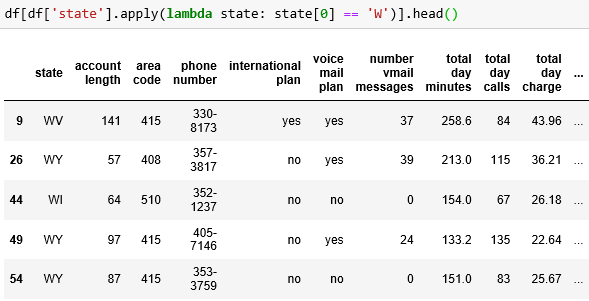 df[df['state'].apply(lambda state: state[0] == 'W')].head()
voice number total total total
account area phone international mail vmail day day day
state length code number plan plan messages minutes calls charge ...
9 WV 141 415 330-8173 yes yes 37 258.6 84 43.96 ...
26 WY 57 408 357-3817 no yes 39 213.0 115 36.21 ...
44 WI 64 510 352-1237 no no 0 154.0 67 26.18 ...
49 WY 97 415 405-7146 no yes 24 133.2 135 22.64 ...
54 WY 87 415 353-3759 no no 0 151.0 83 25.67 ...